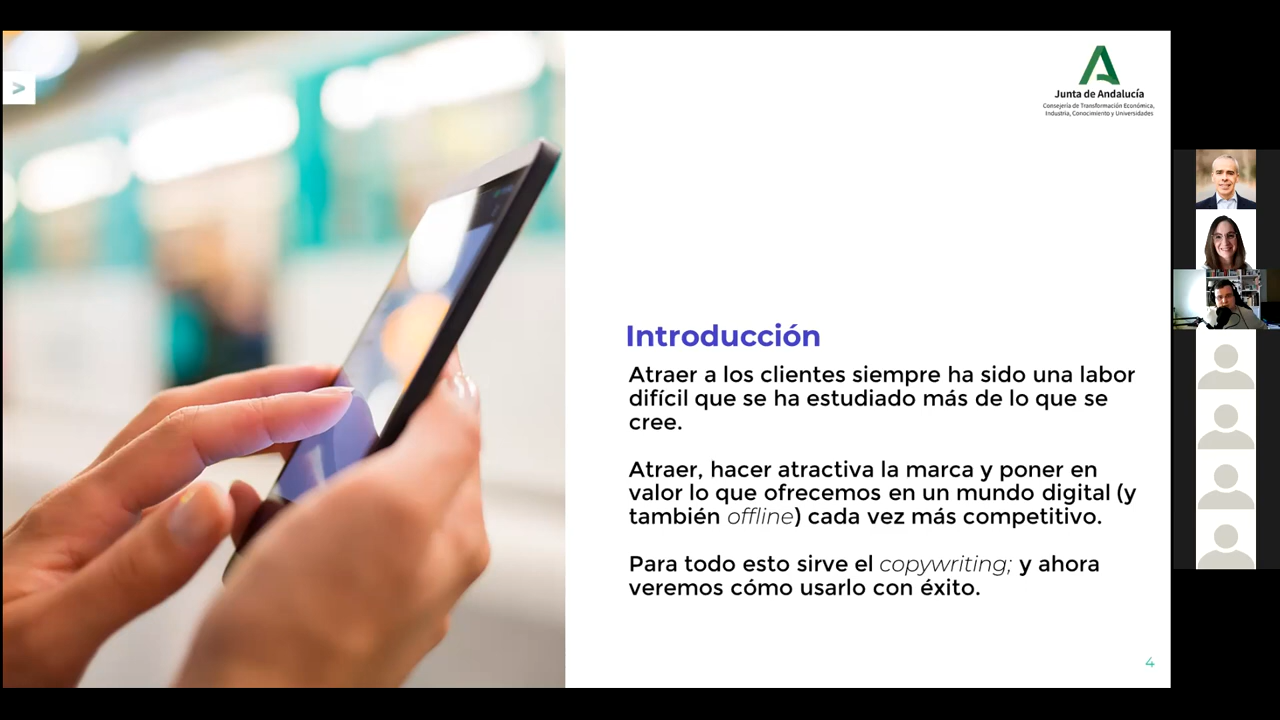 >
Junta de Andalucía
Consejería de Transformación Económica,
Industria, Conocimiento y Universidades
Introducción
Atraer a los clientes siempre ha sido una labor
difícil que se ha estudiado más de lo que se
cree.
Atraer, hacer atractiva la marca y poner en
valor lo que ofrecemos en un mundo digital (y
también offline) cada vez más competitivo.
Para todo esto sirve el copywriting; y ahora
veremos cómo usarlo con éxito.
4